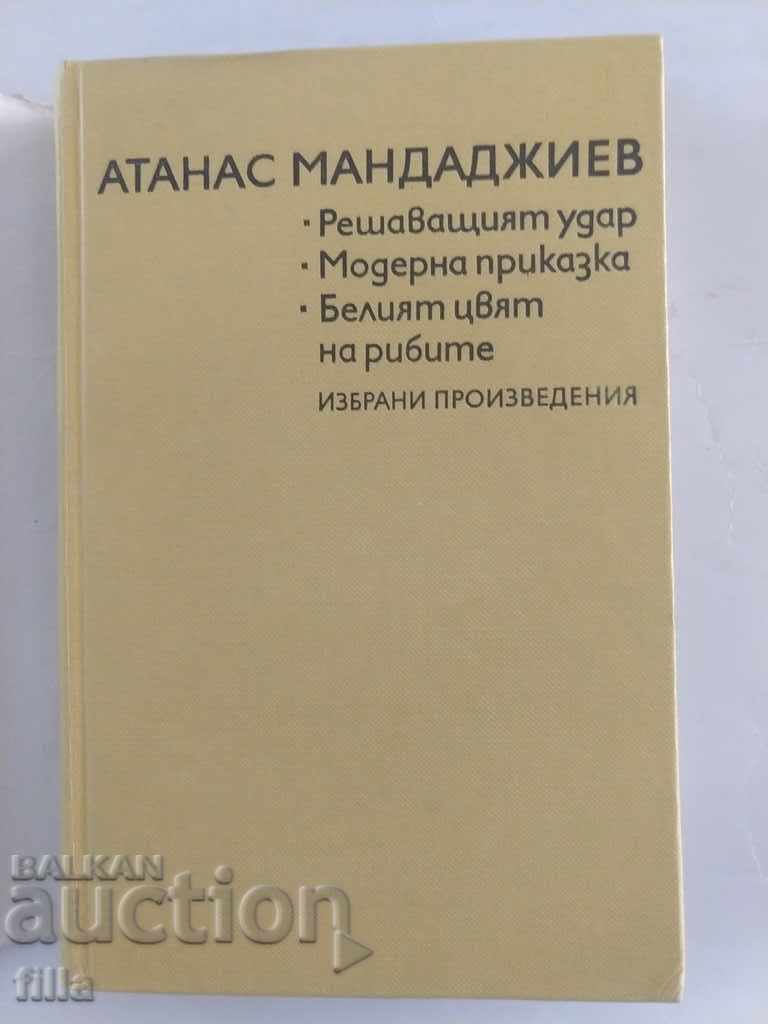 АТАНАС МАНДАДЖИЕВ
· Решаващият удар
· Модерна приказка
· Белият цвят
на рибите
ИЗБРАНИ ПРОИЗВЕДЕНИЯ
BALKAN
auction
filla